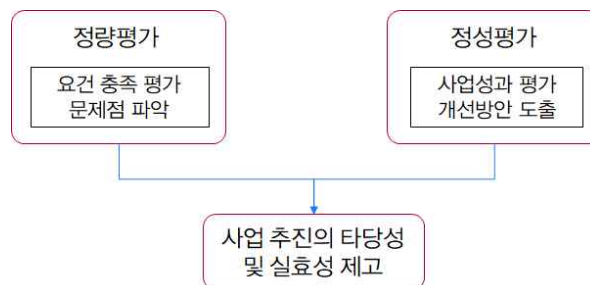 정량평가
요건 충족 평가
문제점 파악
정성평가
사업성과 평가
개선방안 도출
사업 추진의 타당성
및 실효성 제고